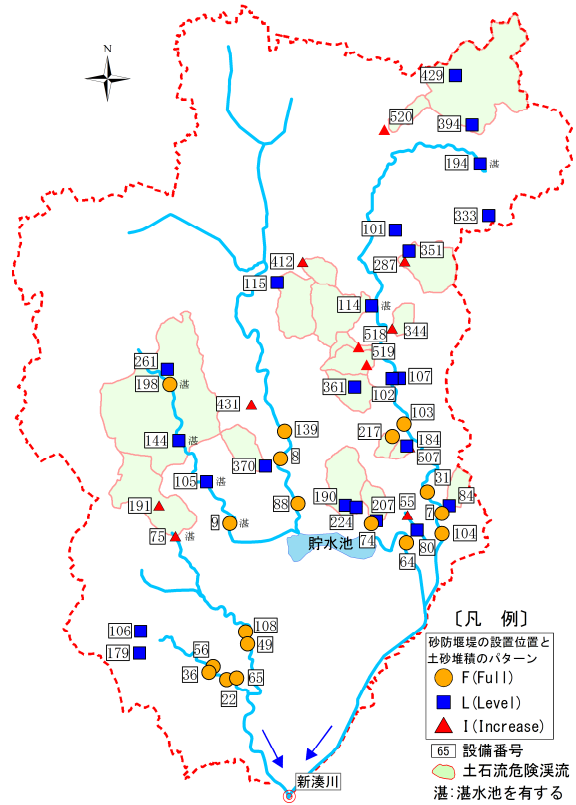 N
429
520
394
194 湛
333
101
351
287
412
115
114 湛
518
344
519
261
198 湛
361
102
107
431
103
139
217
184
144 湛
8
507
370
105
31
190
84
191
湛
88
207
55
7
9 湛
224
75 湛
74
貯水池
80
104
64
106
108
49
179
56
36
65
22
新湊川
〔凡 例〕
砂防堰堤の設置位置と
土砂堆積のパターン
F(Full)
L(Level)
I(Increase)
65 設備番号
土石流危険渓流
湛:湛水池を有する